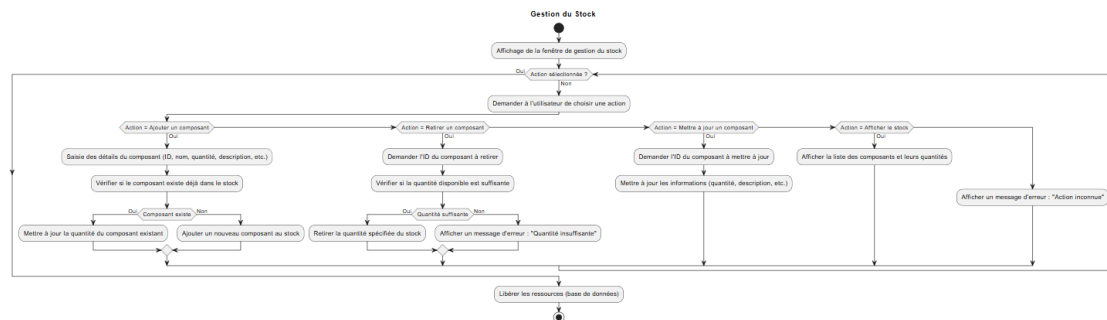 Gestion du Stock
Affichage de la fenêtre de gestion du stock
Oui
Action sélectionnée ?
Non
Demander à l'utilisateur de choisir une action
Action = Ajouter un composant
Action = Retirer un composant
Action = Mettre à jour un composant
Action = Afficher le stock
Oui
Oui
Oui
Oui
Saisie des détails du composant (ID, nom, quantité, description, etc.)
Demander l'ID du composant à retirer
Demander l'ID du composant à mettre à jour
Afficher la liste des composants et leurs quantités
Vérifier si le composant existe déjà dans le stock
Vérifier si la quantité disponible est suffisante
Mettre à jour les informations (quantité, description, etc.)
Afficher un message d'erreur : "Action inconnue"
Oui
Composant existe
Non
Oui
Quantité suffisante
Non
Mettre à jour la quantité du composant existant
Ajouter un nouveau composant au stock
Retirer la quantité spécifiée du stock
Afficher un message d'erreur : "Quantité insuffisante"
Libérer les ressources (base de données)